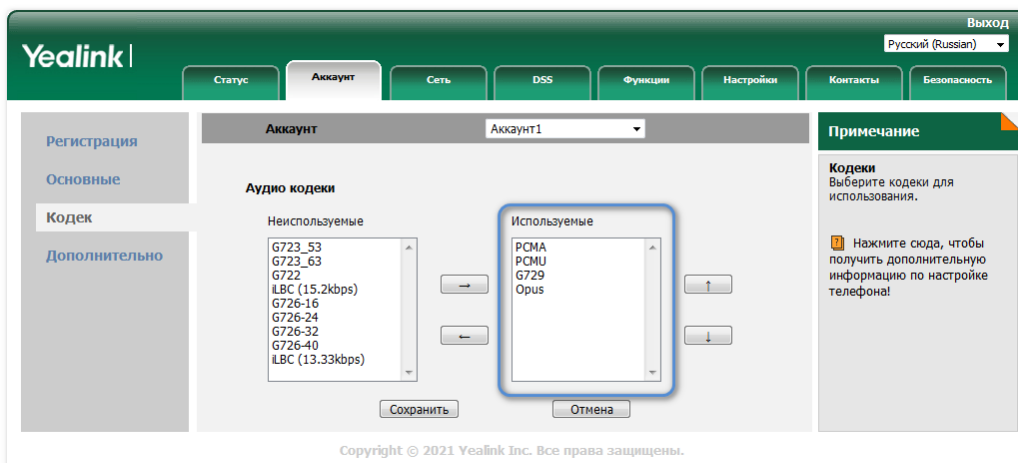 Выход
Русский (Russian)
Yealink
Статус
Аккаунт
Сеть
DSS
Функции
Настройки
Контакты
Безопасность
Регистрация
Основные
Кодек
Дополнительно
Аккаунт
Аккаунт1
Аудио кодеки
Неиспользуемые
G723_53
G723_63
G722
iLBC (15.2kbps)
G726-16
G726-24
G726-32
G726-40
iLBC (13.33kbps)
→
←
Используемые
PCMA
PCMU
G729
Opus
↑
↓
Сохранить
Отмена
Примечание
Кодеки
Выберите кодеки для
использования.
? Нажмите сюда, чтобы
получить дополнительную
информацию по настройке
телефона!
Copyright © 2021 Yealink Inc. Все права защищены.